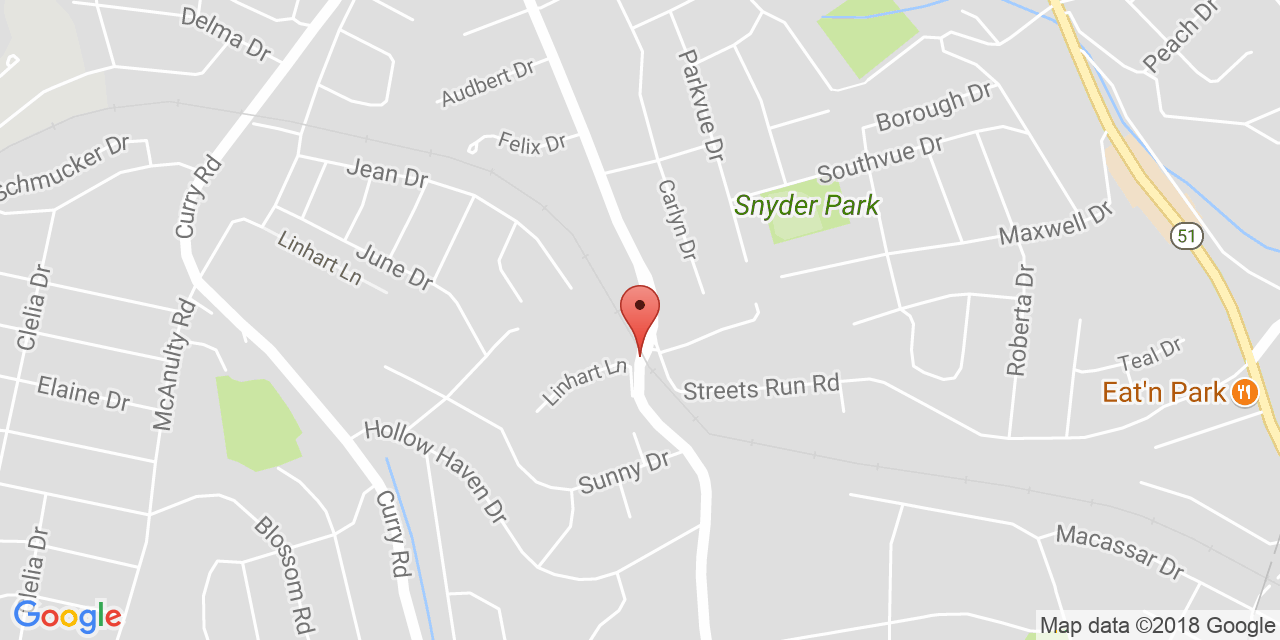 Delma Dr
Peach Dr
Audbert Dr
Parkvue Dr
Borough Dr
Felix Dr
Southvue Dr
Schmucker Dr
Jean Dr
Curry Rd
Carlyn Dr
Snyder Park
Maxwell Dr
51
Linhart Ln
June Dr
Clelia Dr
McAnulty Rd
Roberta Dr
Teal Dr
Linhart Ln
Streets Run Rd
Eat'n Park
Elaine Dr
Hollow Haven Dr
Sunny Dr
Curry Rd
Blossom Rd
Macassar Dr
Clelia Dr
Google
Map data ©2018 Google